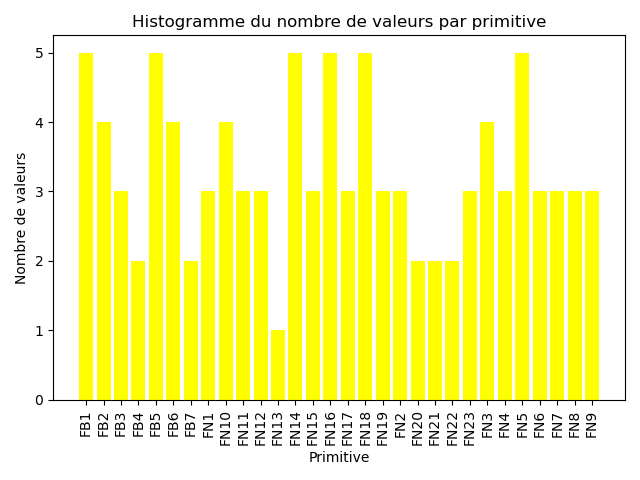 Histogramme du nombre de valeurs par primitive
Nombre de valeurs
5
4
3
2
1
0
FB1 FB2 FB3 FB4 FB5 FB6 FB7 FN1 FN10 FN11 FN12 FN13 FN14 FN15 FN16 FN17 FN18 FN19 FN2 FN20 FN21 FN22 FN23 FN3 FN4 FN5 FN6 FN7 FN8 FN9
Primitive